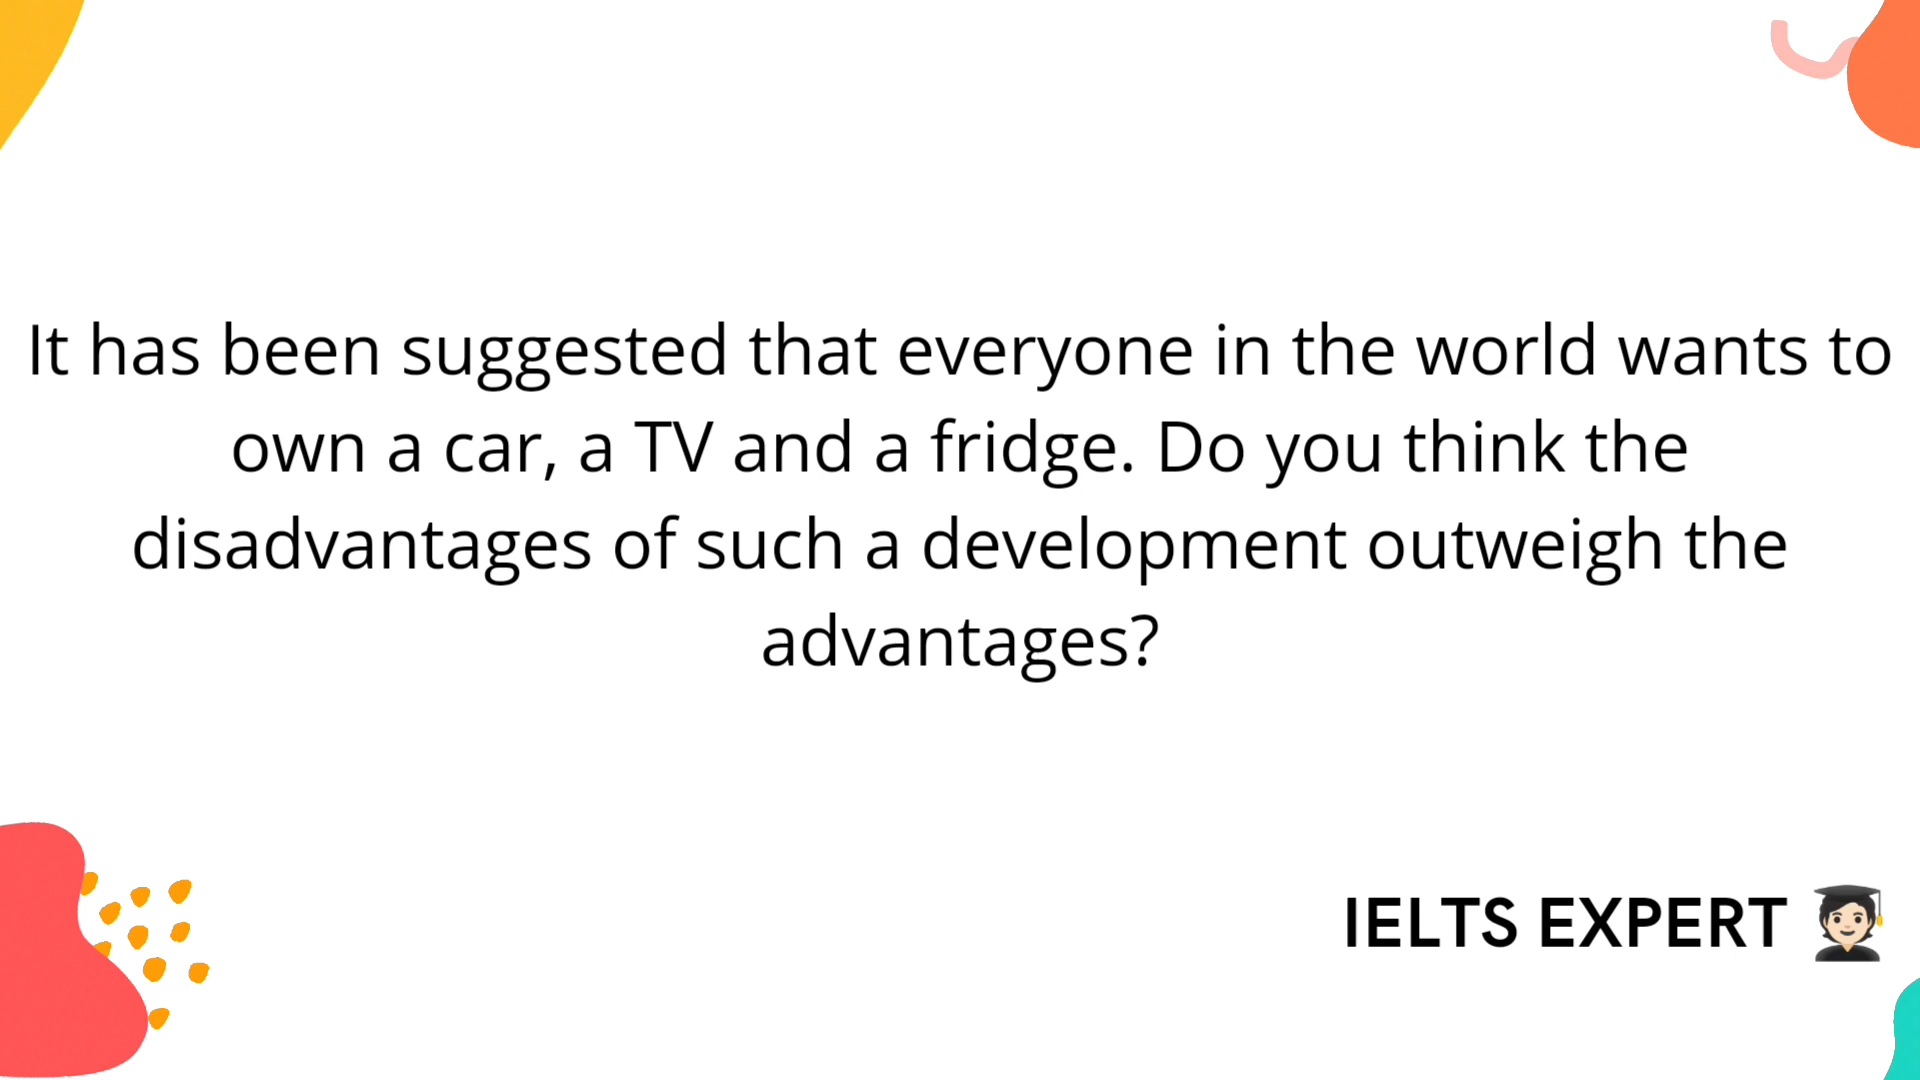 It has been suggested that everyone in the world wants to
own a car, a TV and a fridge. Do you think the
disadvantages of such a development outweigh the
advantages?
IELTS EXPERT